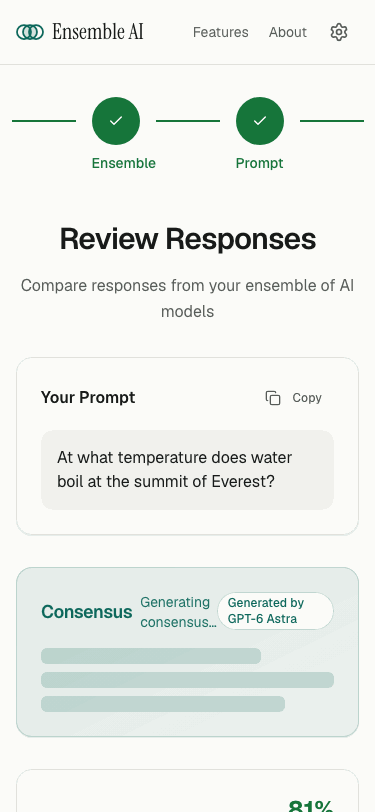 Ensemble AI Features About
Ensemble Prompt
Review Responses
Compare responses from your ensemble of AI
models
Your Prompt Copy
At what temperature does water
boil at the summit of Everest?
Consensus Generating
consensus… Generated by
GPT-6 Astra
81%